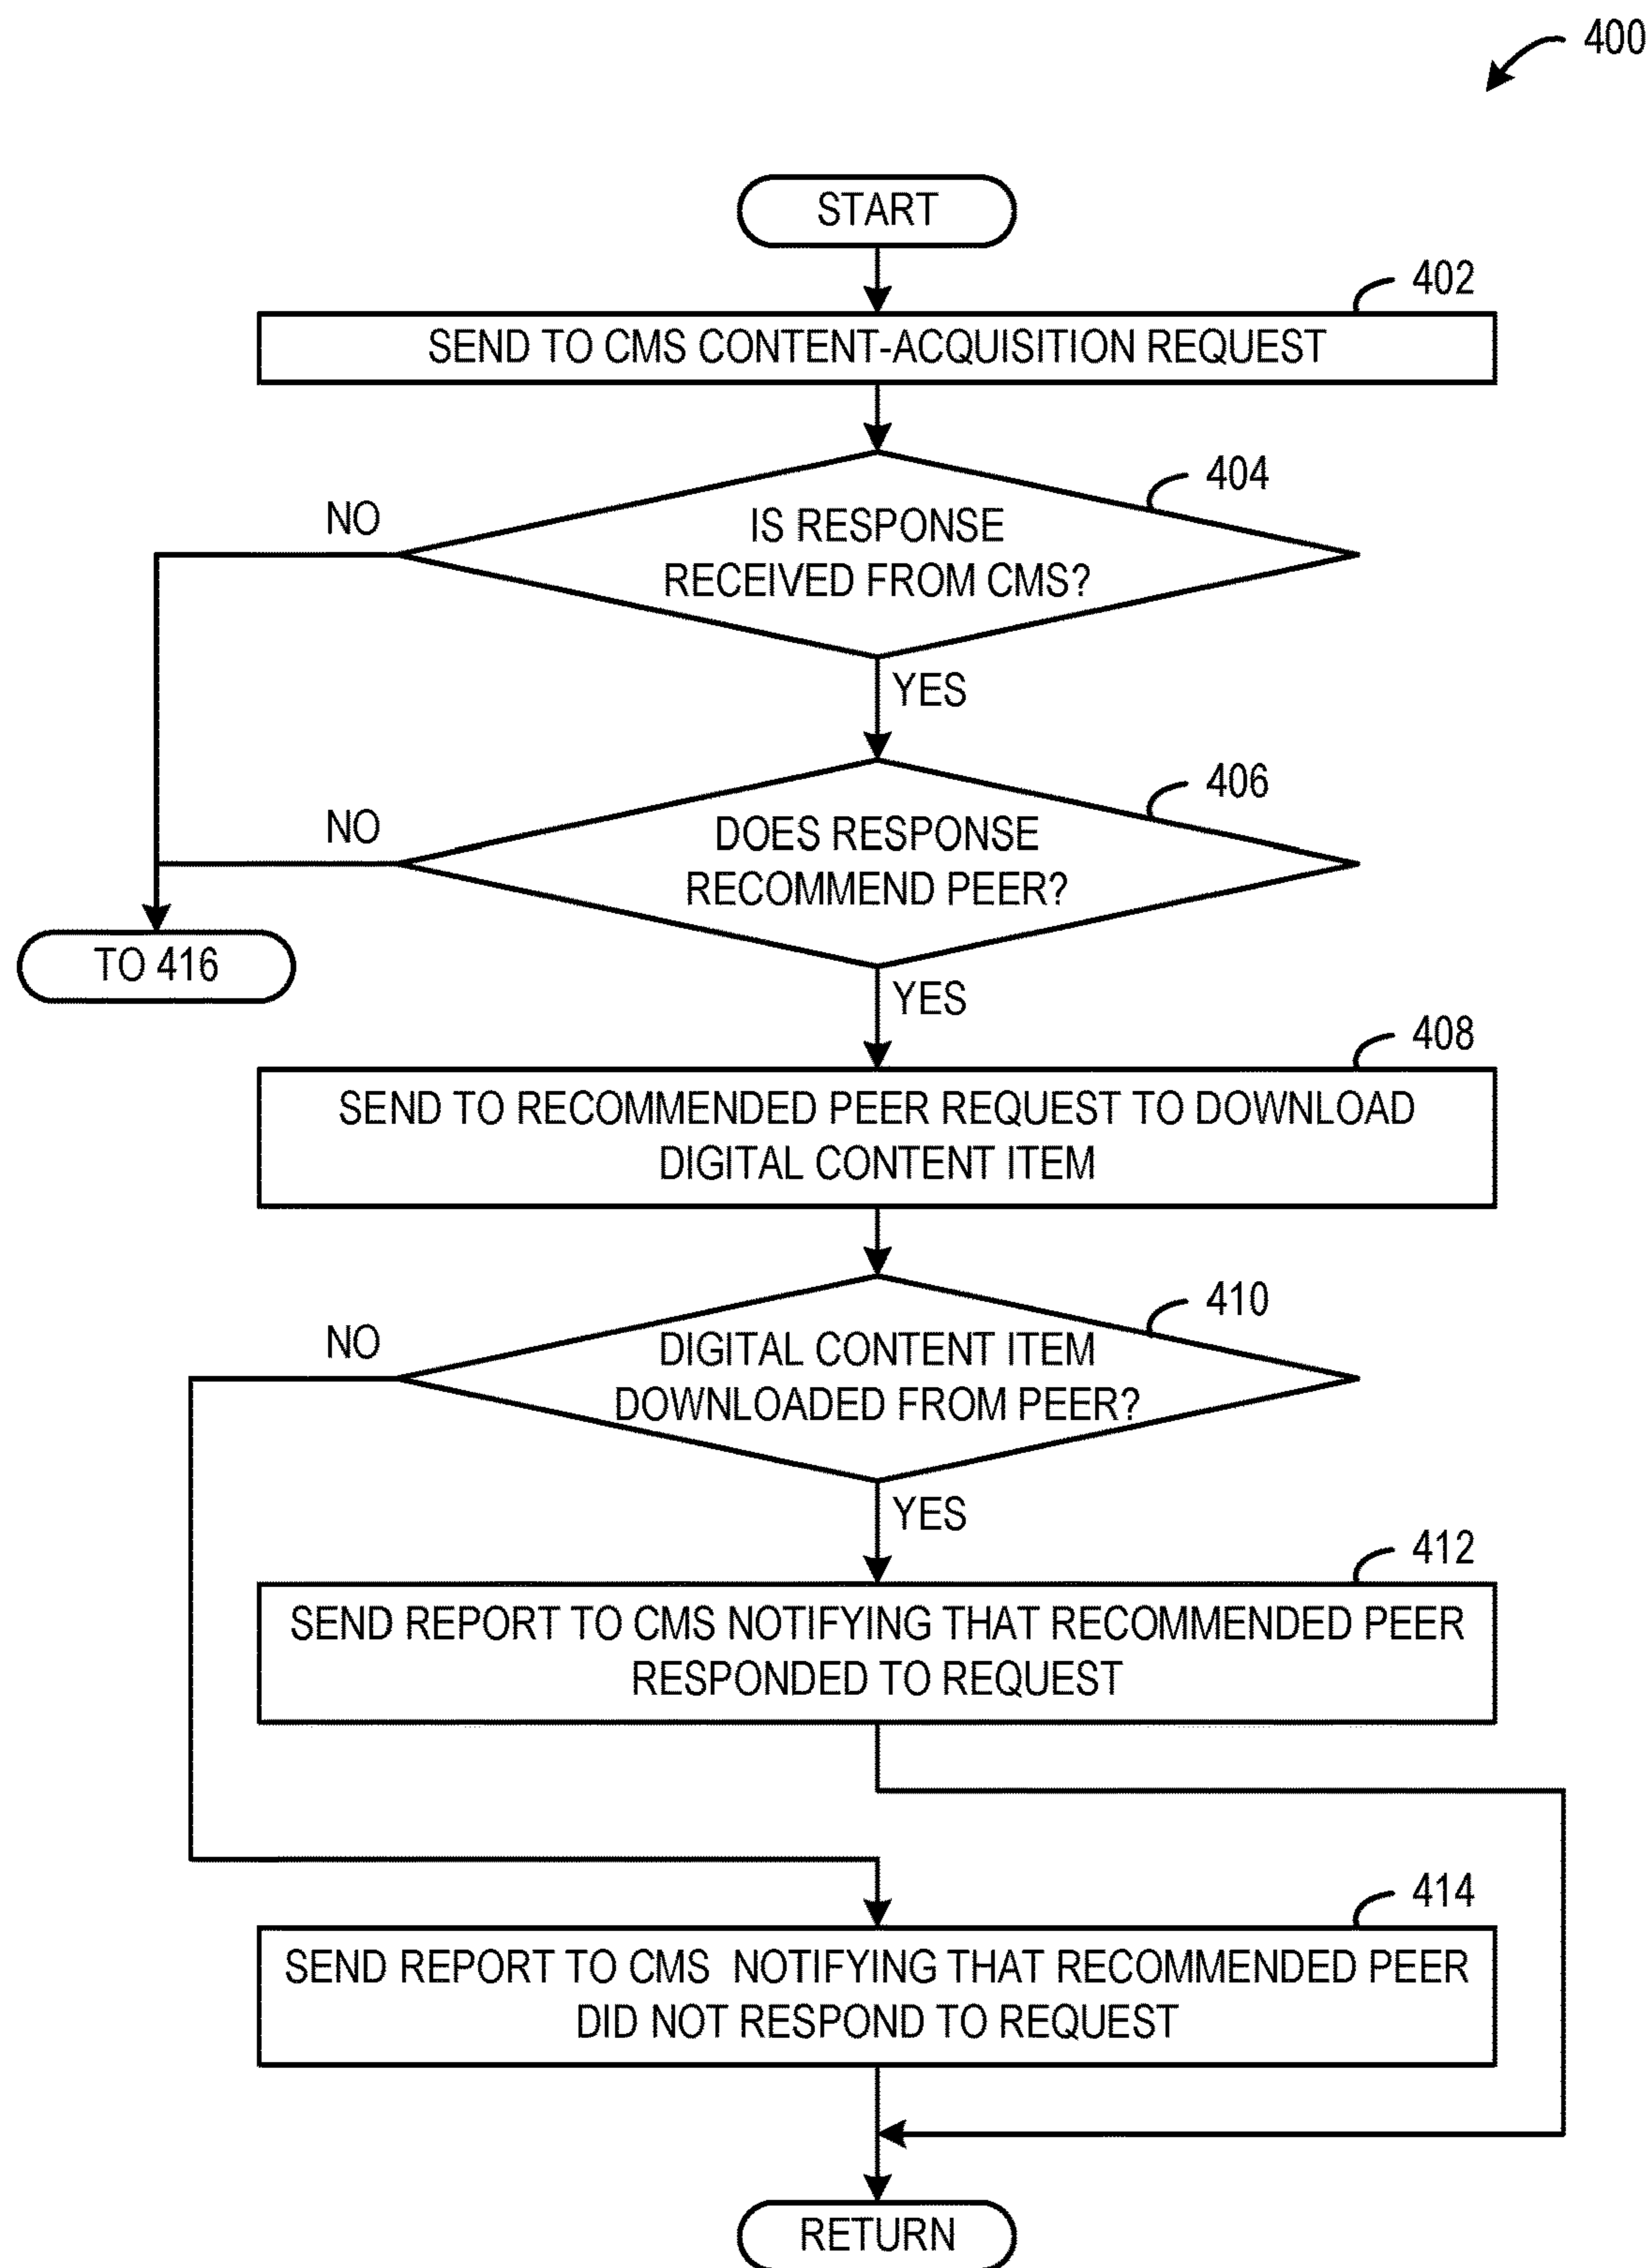 400
START
402
SEND TO CMS CONTENT-ACQUISITION REQUEST
404
NO
IS RESPONSE
RECEIVED FROM CMS?
YES
406
NO
DOES RESPONSE
RECOMMEND PEER?
TO 416
YES
408
SEND TO RECOMMENDED PEER REQUEST TO DOWNLOAD
DIGITAL CONTENT ITEM
410
NO
DIGITAL CONTENT ITEM
DOWNLOADED FROM PEER?
YES
412
SEND REPORT TO CMS NOTIFYING THAT RECOMMENDED PEER
RESPONDED TO REQUEST
414
SEND REPORT TO CMS  NOTIFYING THAT RECOMMENDED PEER
DID NOT RESPOND TO REQUEST
RETURN